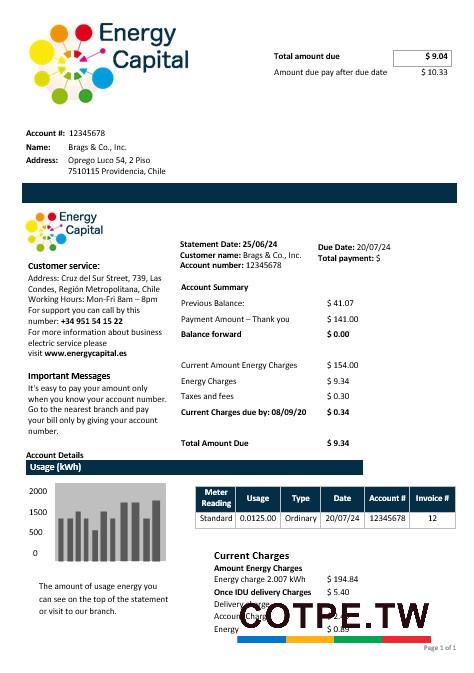 Energy
Capital
Total amount due $ 9.04
Amount due pay after due date $ 10.33
Account #: 12345678
Name: Brags & Co., Inc.
Address: Oprego Luco 54, 2 Piso
7510115 Providencia, Chile
Energy
Capital
Statement Date: 25/06/24
Customer name: Brags & Co., Inc.
Account number: 12345678
Due Date: 20/07/24
Total payment: $
Customer service:
Address: Cruz del Sur Street, 739, Las
Condes, Región Metropolitana, Chile
Working Hours: Mon-Fri 8am – 8pm
For support you can call by this
number: +34 951 54 15 22
For more information about business
electric service please
visit www.energycapital.es
Important Messages
It's easy to pay your amount only
when you know your account number.
Go to the nearest branch and pay
your bill only by giving your account
number.
Account Summary
Previous Balance: $ 41.07
Payment Amount – Thank you $ 141.00
Balance forward $ 0.00
Current Amount Energy Charges $ 154.00
Energy Charges $ 9.34
Taxes and fees $ 0.30
Current Charges due by: 08/09/20 $ 0.34
Total Amount Due $ 9.34
Account Details
Usage (kWh)
2000
1500
500
0
Meter Reading Usage Type Date Account # Invoice #
Standard 0.0125.00 Ordinary 20/07/24 12345678 12
The amount of usage energy you
can see on the top of the statement
or visit to our branch.
Current Charges
Amount Energy Charges
Energy charge 2.007 kWh $ 194.84
Once IDU delivery Charges $ 5.40
Delivery charge
Account Charge
Energy $ 0.89
COTPE.TW
Page 1 of 1